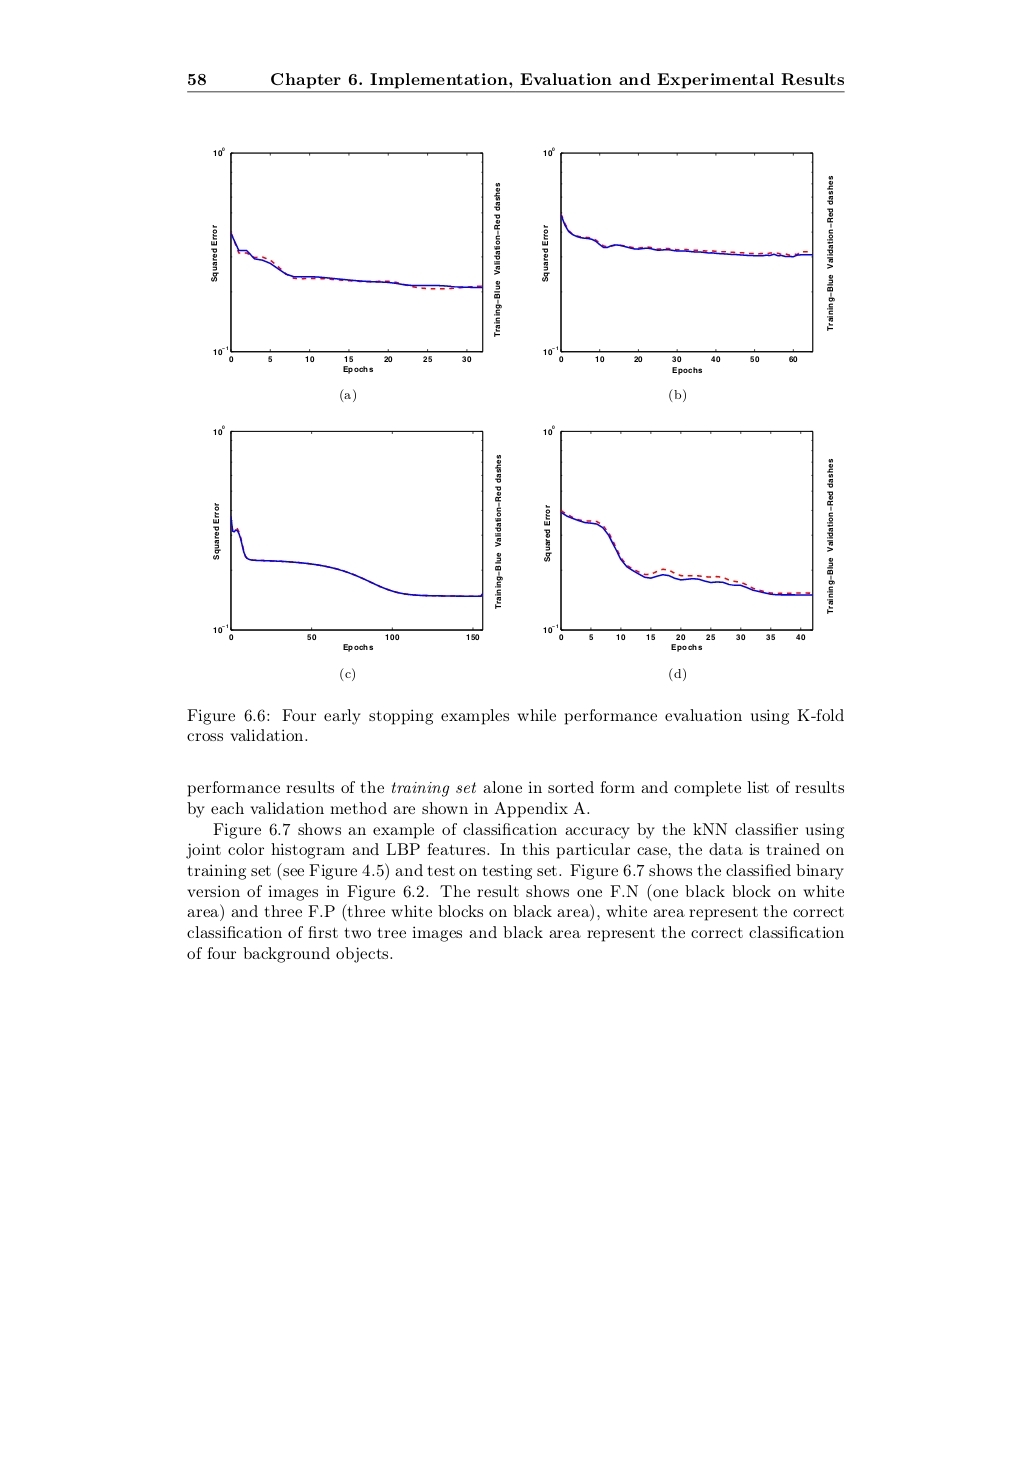 58 Chapter 6. Implementation, Evaluation and Experimental Results
10^0
10^-1
Squared Error
0 5 10 15 20 25 30
Epochs
Training-Blue Validation-Red dashes
(a)
10^0
10^-1
Squared Error
0 10 20 30 40 50 60
Epochs
Training-Blue Validation-Red dashes
(b)
10^0
10^-1
Squared Error
0 50 100 150
Epochs
Training-Blue Validation-Red dashes
(c)
10^0
10^-1
Squared Error
0 5 10 15 20 25 30 35 40
Epochs
Training-Blue Validation-Red dashes
(d)
Figure 6.6: Four early stopping examples while performance evaluation using K-fold
cross validation.
performance results of the training set alone in sorted form and complete list of results
by each validation method are shown in Appendix A.
Figure 6.7 shows an example of classification accuracy by the kNN classifier using
joint color histogram and LBP features. In this particular case, the data is trained on
training set (see Figure 4.5) and test on testing set. Figure 6.7 shows the classified binary
version of images in Figure 6.2. The result shows one F.N (one black block on white
area) and three F.P (three white blocks on black area), white area represent the correct
classification of first two tree images and black area represent the correct classification
of four background objects.